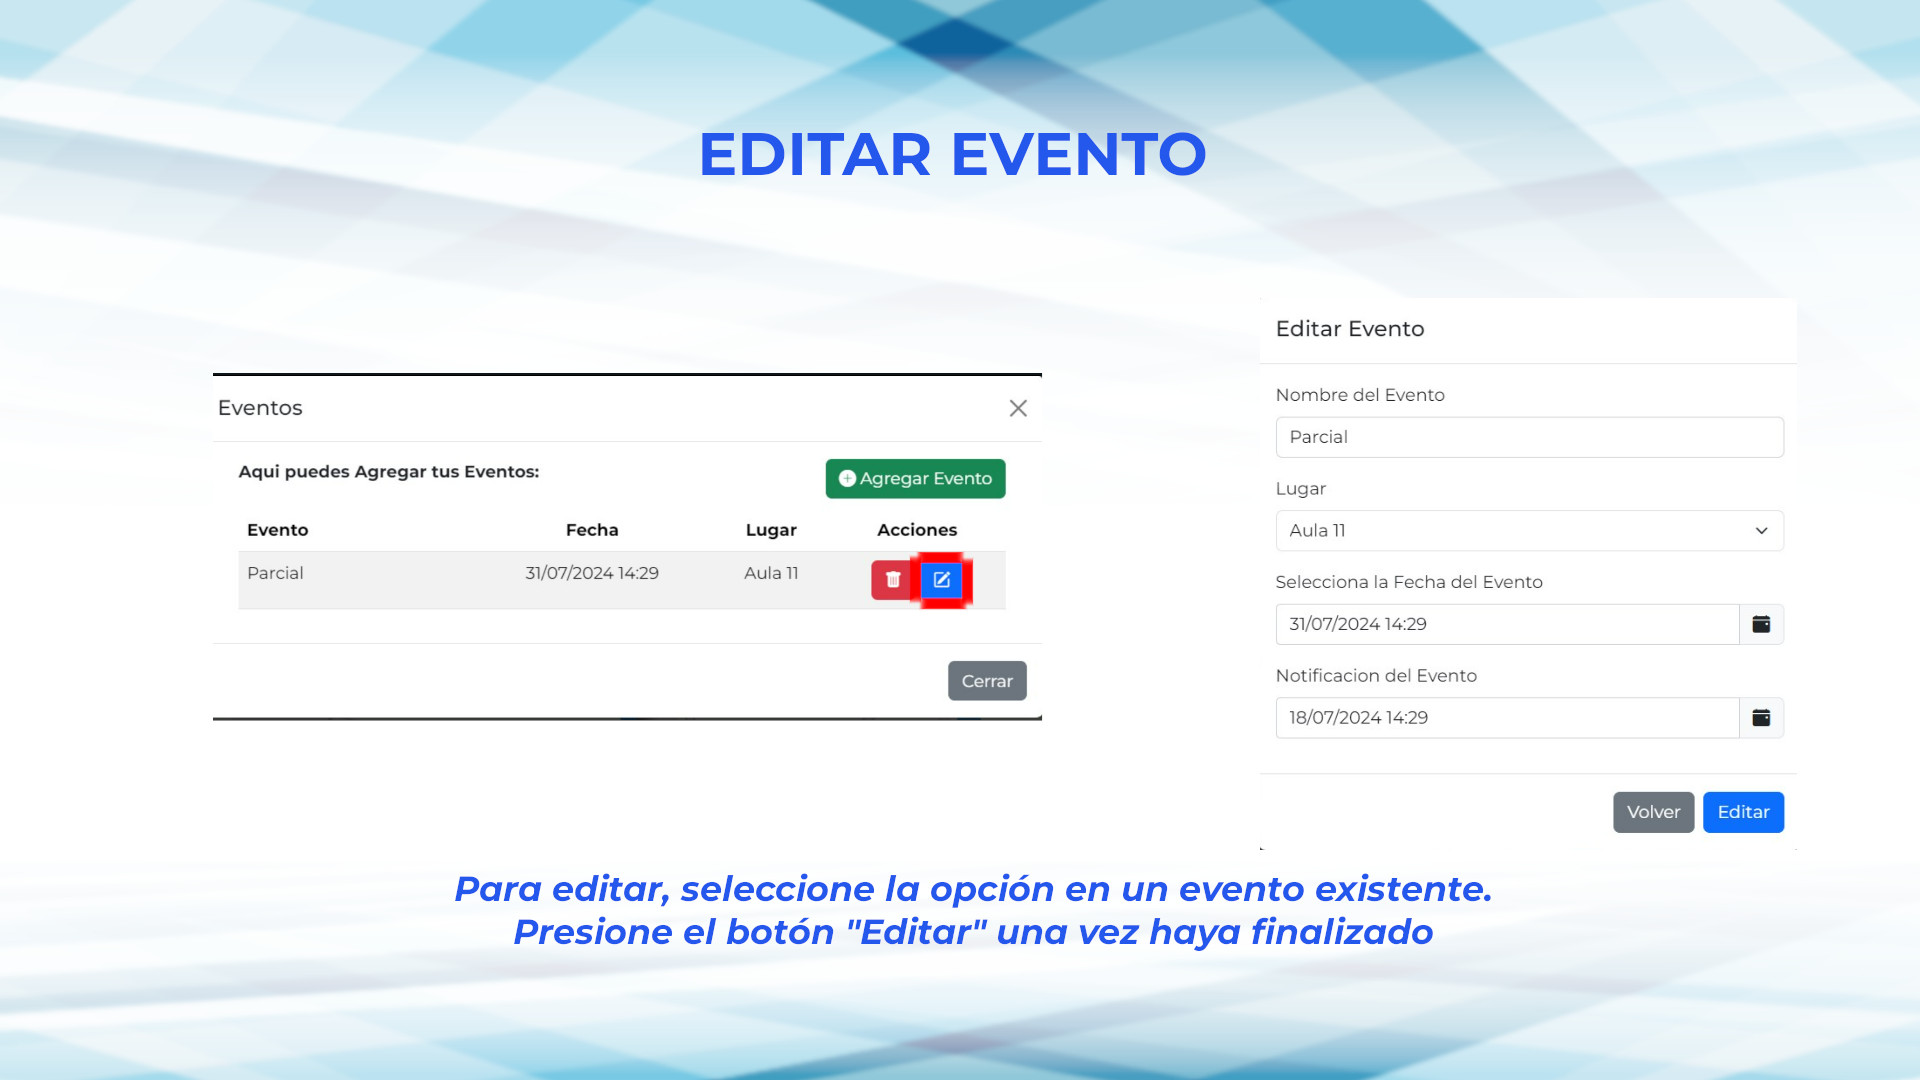 EDITAR EVENTO
Eventos
Aqui puedes Agregar tus Eventos:
Agregar Evento
Evento Fecha Lugar Acciones
Parcial 31/07/2024 14:29 Aula 11
Cerrar
Editar Evento
Nombre del Evento
Parcial
Lugar
Aula 11
Selecciona la Fecha del Evento
31/07/2024 14:29
Notificacion del Evento
18/07/2024 14:29
Volver Editar
Para editar, seleccione la opción en un evento existente.
Presione el botón "Editar" una vez haya finalizado